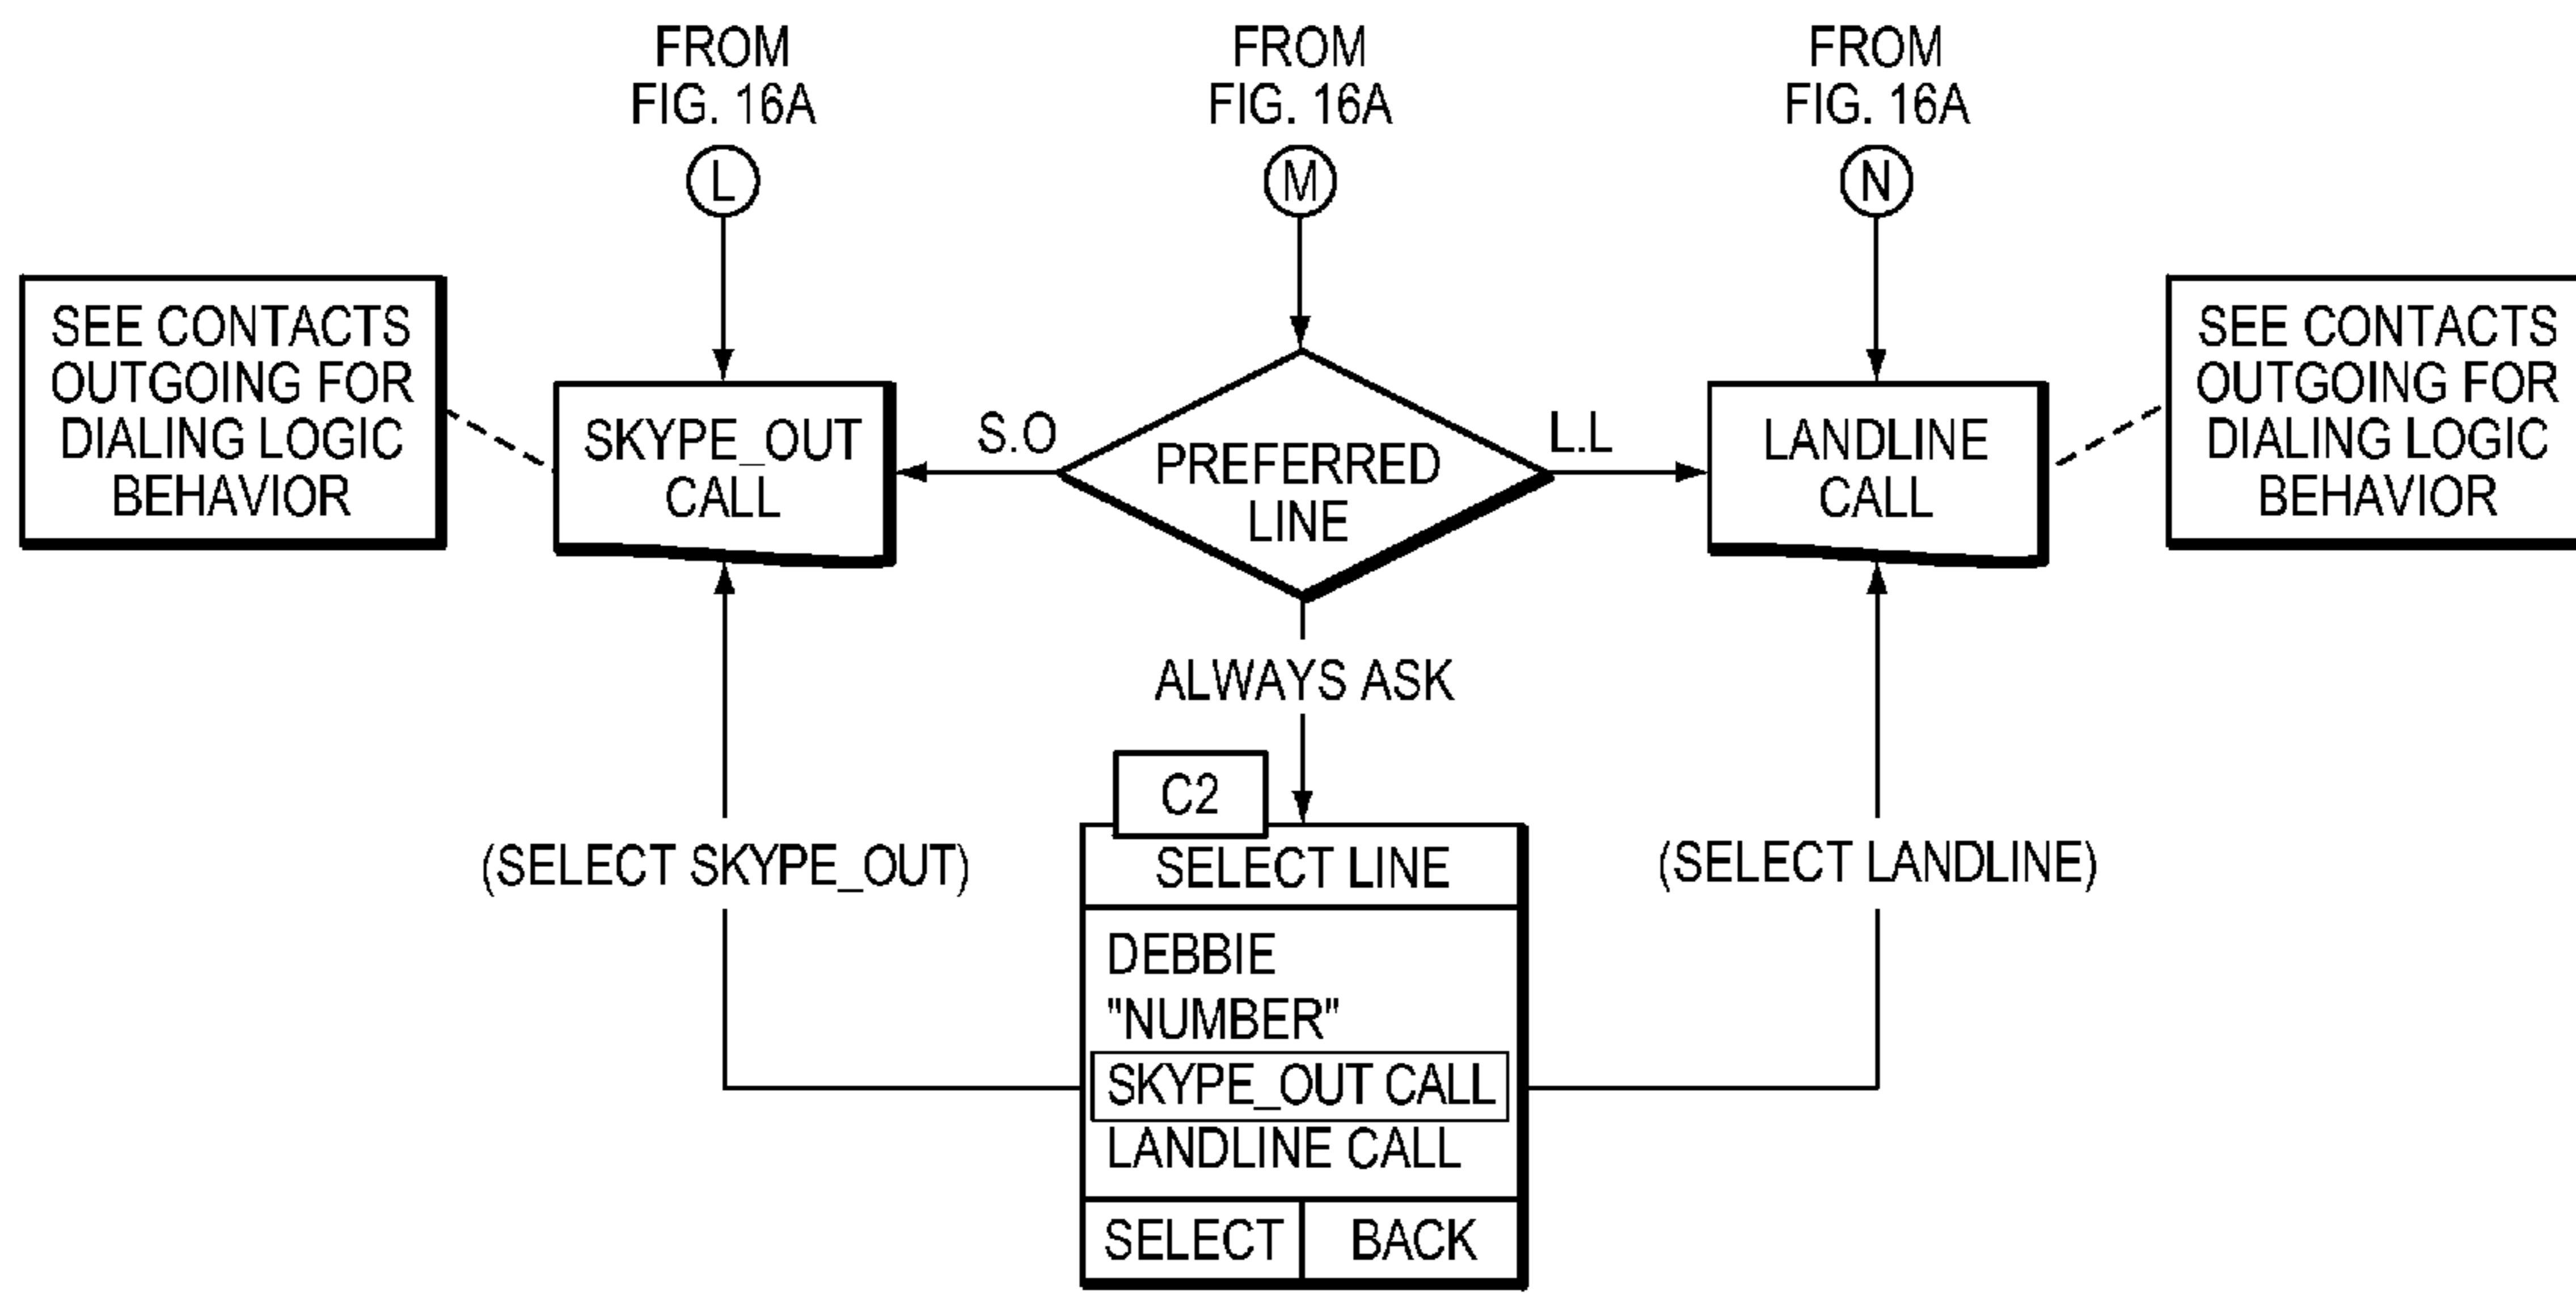 FROM
FIG. 16A
L
FROM
FIG. 16A
M
FROM
FIG. 16A
N
SEE CONTACTS
OUTGOING FOR
DIALING LOGIC
BEHAVIOR
SKYPE_OUT
CALL
S.O
PREFERRED
LINE
L.L
LANDLINE
CALL
SEE CONTACTS
OUTGOING FOR
DIALING LOGIC
BEHAVIOR
ALWAYS ASK
(SELECT SKYPE_OUT)
C2
SELECT LINE
DEBBIE
"NUMBER"
SKYPE_OUT CALL
LANDLINE CALL
SELECT
BACK
(SELECT LANDLINE)